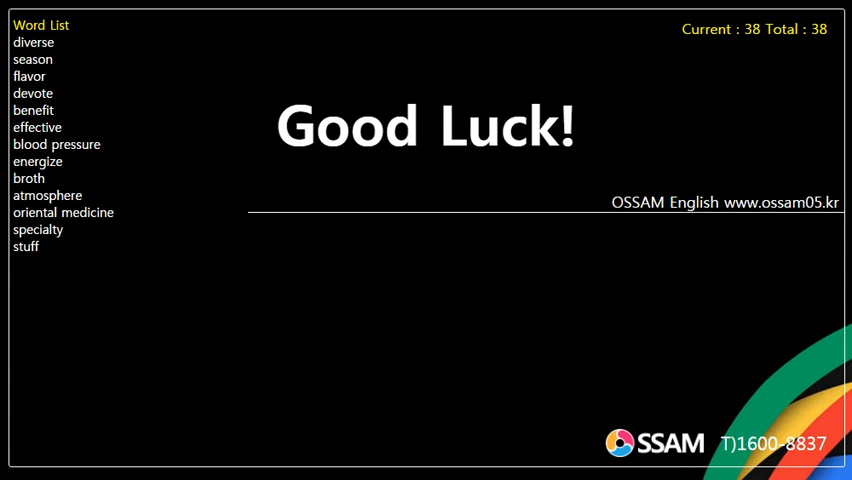 Word List
diverse
season
flavor
devote
benefit
effective
blood pressure
energize
broth
atmosphere
oriental medicine
specialty
stuff
Current : 38 Total : 38
Good Luck!
OSSAM English www.ossam05.kr
OSSAM T)1600-8837